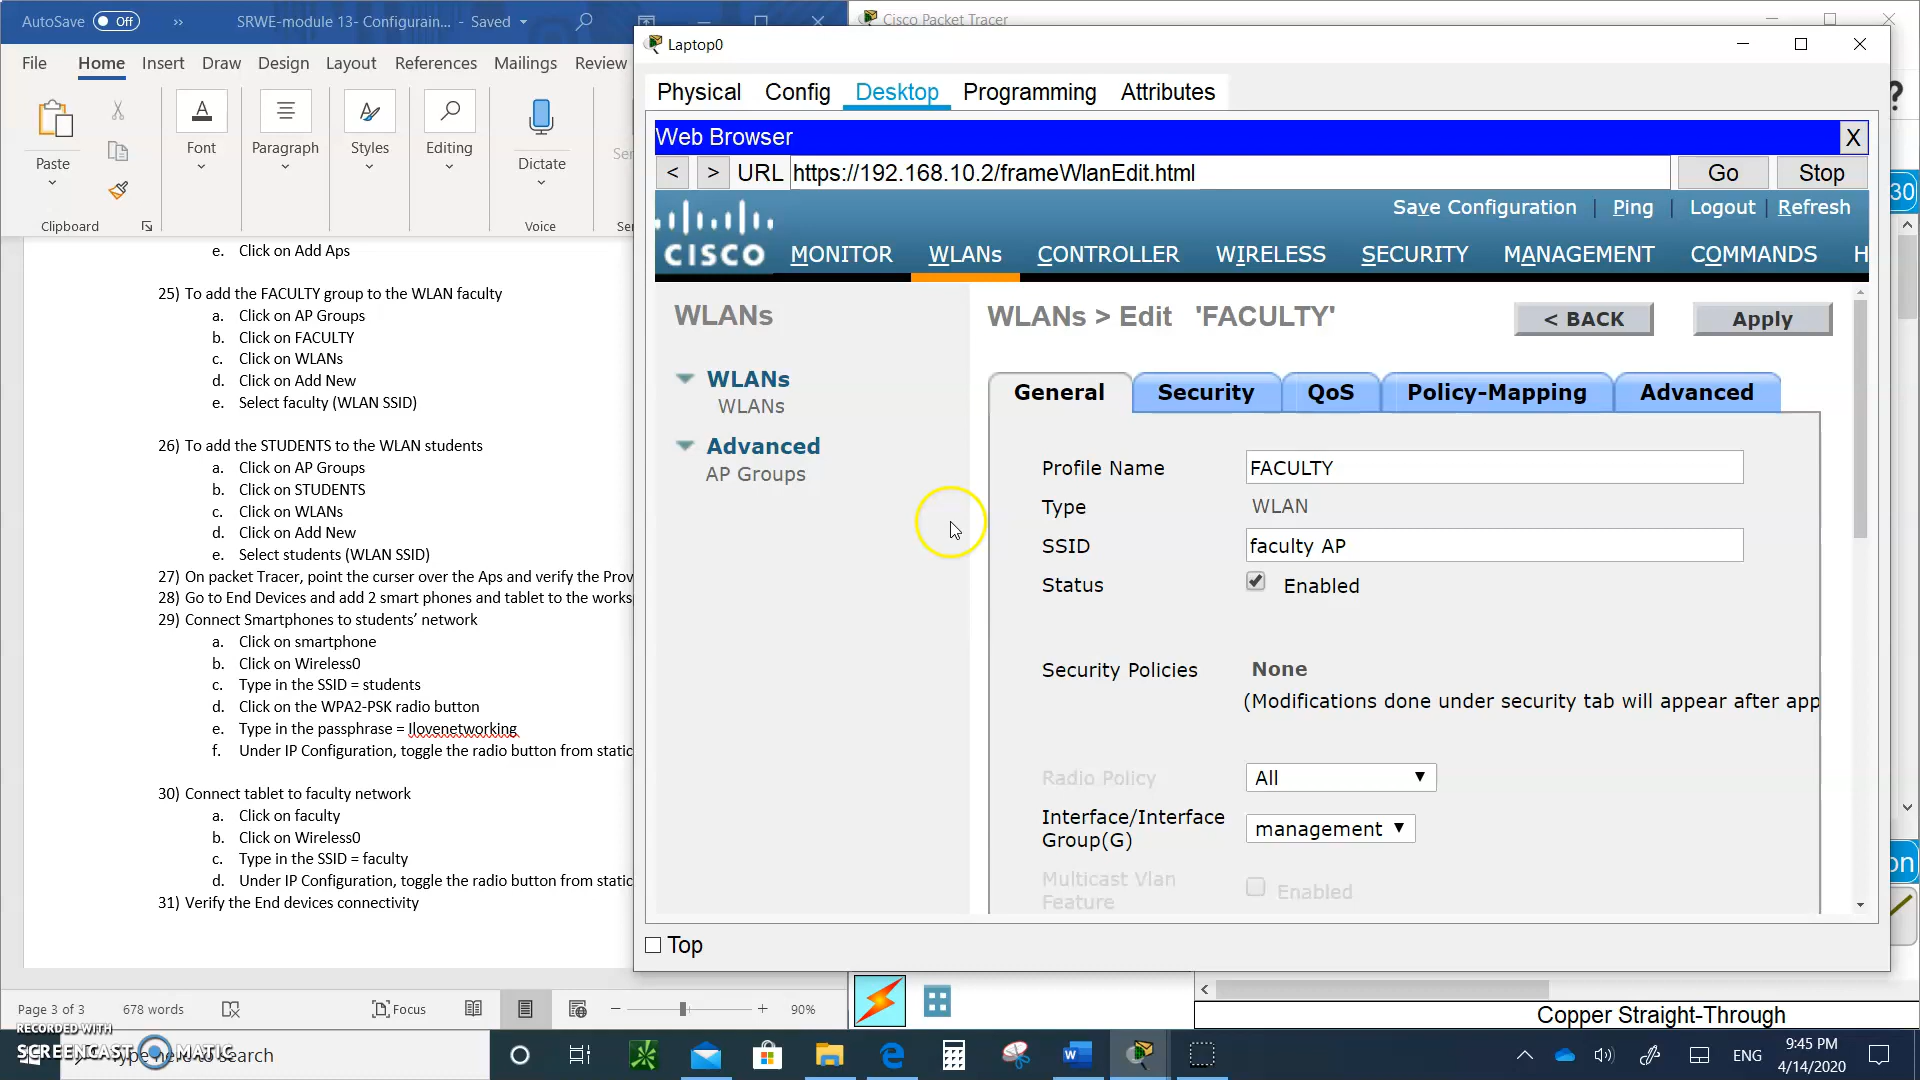 AutoSave Off
SRWE-module 13- Configurain... - Saved
Cisco Packet Tracer
Laptop0
File Home Insert Draw Design Layout References Mailings Review
Physical Config Desktop Programming Attributes
Paste
Font
Paragraph
Styles
Editing
Dictate
Clipboard
Voice
Web Browser
X
< > URL https://192.168.10.2/frameWlanEdit.html Go Stop
Save Configuration | Ping | Logout | Refresh
CISCO MONITOR WLANs CONTROLLER WIRELESS SECURITY MANAGEMENT COMMANDS H
30
e. Click on Add Aps
25) To add the FACULTY group to the WLAN faculty
a. Click on AP Groups
b. Click on FACULTY
c. Click on WLANs
d. Click on Add New
e. Select faculty (WLAN SSID)
26) To add the STUDENTS to the WLAN students
a. Click on AP Groups
b. Click on STUDENTS
c. Click on WLANs
d. Click on Add New
e. Select students (WLAN SSID)
27) On packet Tracer, point the curser over the Aps and verify the Prov
28) Go to End Devices and add 2 smart phones and tablet to the works
29) Connect Smartphones to students' network
a. Click on smartphone
b. Click on Wireless0
c. Type in the SSID = students
d. Click on the WPA2-PSK radio button
e. Type in the passphrase = Ilovenetworking
f. Under IP Configuration, toggle the radio button from static
30) Connect tablet to faculty network
a. Click on faculty
b. Click on Wireless0
c. Type in the SSID = faculty
d. Under IP Configuration, toggle the radio button from static
31) Verify the End devices connectivity
WLANs
WLANs
WLANs
Advanced
AP Groups
WLANs > Edit 'FACULTY' < BACK Apply
General Security QoS Policy-Mapping Advanced
Profile Name FACULTY
Type WLAN
SSID faculty AP
Status Enabled
Security Policies None
(Modifications done under security tab will appear after app
Radio Policy All
Interface/Interface
Group(G) management
Multicast Vlan
Feature Enabled
on
Top
Page 3 of 3 678 words Focus 90%
Copper Straight-Through
RECORDED WITH
SCREENCAST MATIC
Type here to search
ENG
9:45 PM
4/14/2020